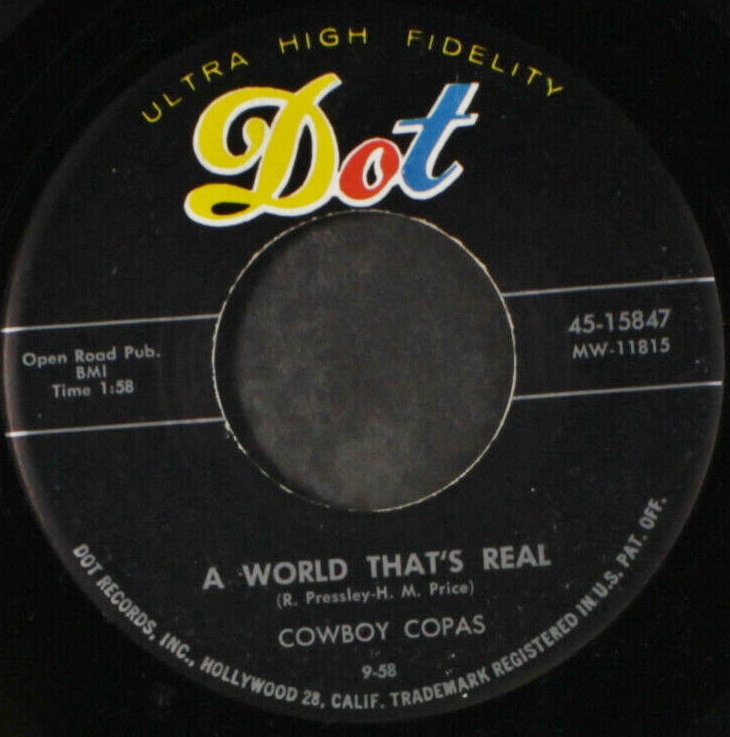 ULTRA HIGH FIDELITY
Dot
Open Road Pub.
BMI
Time 1:58
45-15847
MW-11815
A WORLD THAT'S REAL
(R. Pressley-H. M. Price)
COWBOY COPAS
9-58
DOT RECORDS, INC., HOLLYWOOD 28, CALIF. TRADEMARK REGISTERED IN U.S. PAT. OFF.